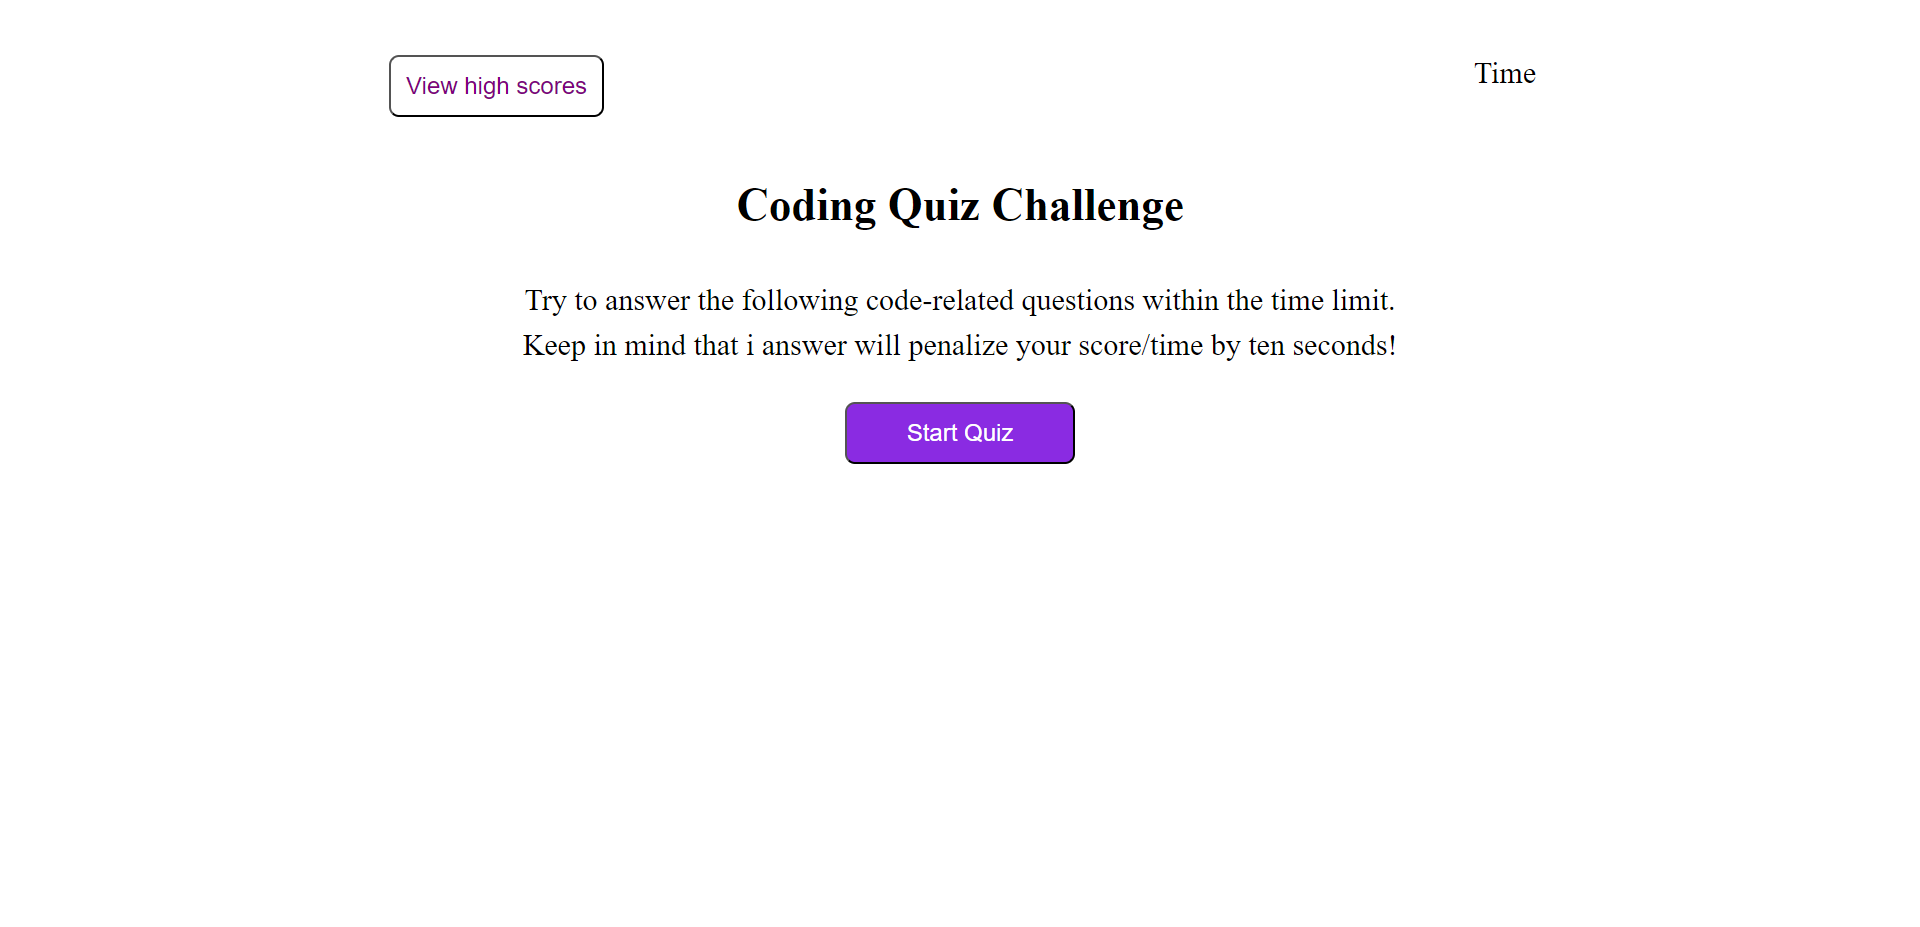 View high scores
Time
Coding Quiz Challenge
Try to answer the following code-related questions within the time limit.
Keep in mind that i answer will penalize your score/time by ten seconds!
Start Quiz